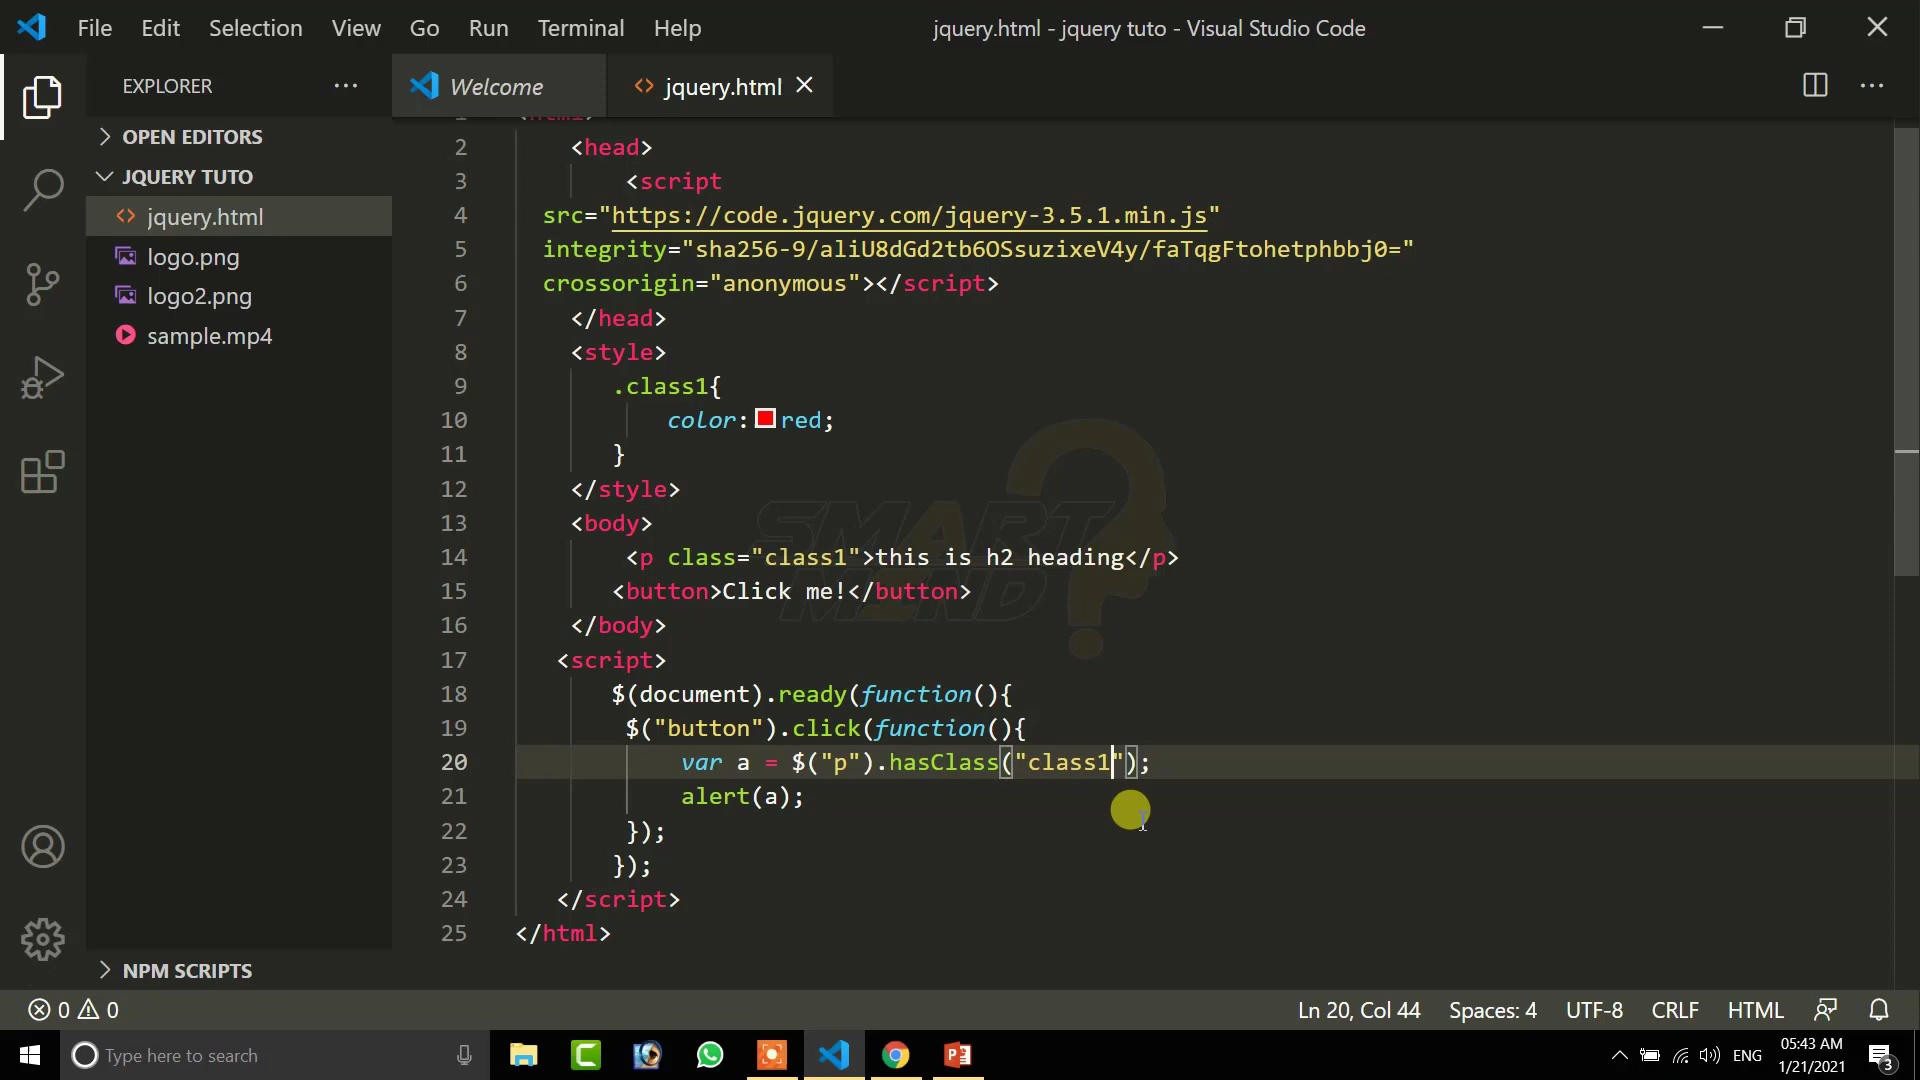 File Edit Selection View Go Run Terminal Help jquery.html - jquery tuto - Visual Studio Code
EXPLORER
Welcome
jquery.html
OPEN EDITORS
JQUERY TUTO
jquery.html
logo.png
logo2.png
sample.mp4
NPM SCRIPTS
2 <head>
3 <script
4 src="https://code.jquery.com/jquery-3.5.1.min.js"
5 integrity="sha256-9/aliU8dGd2tb6OSsuzixeV4y/faTqgFtohetphbbj0="
6 crossorigin="anonymous"></script>
7 </head>
8 <style>
9 .class1{
10 color: red;
11 }
12 </style>
13 <body>
14 <p class="class1">this is h2 heading</p>
15 <button>Click me!</button>
16 </body>
17 <script>
18 $(document).ready(function(){
19 $("button").click(function(){
20 var a = $("p").hasClass("class1");
21 alert(a);
22 });
23 });
24 </script>
25 </html>
SMART
MIND
0 0 Ln 20, Col 44 Spaces: 4 UTF-8 CRLF HTML
Type here to search
ENG
05:43 AM
1/21/2021
3